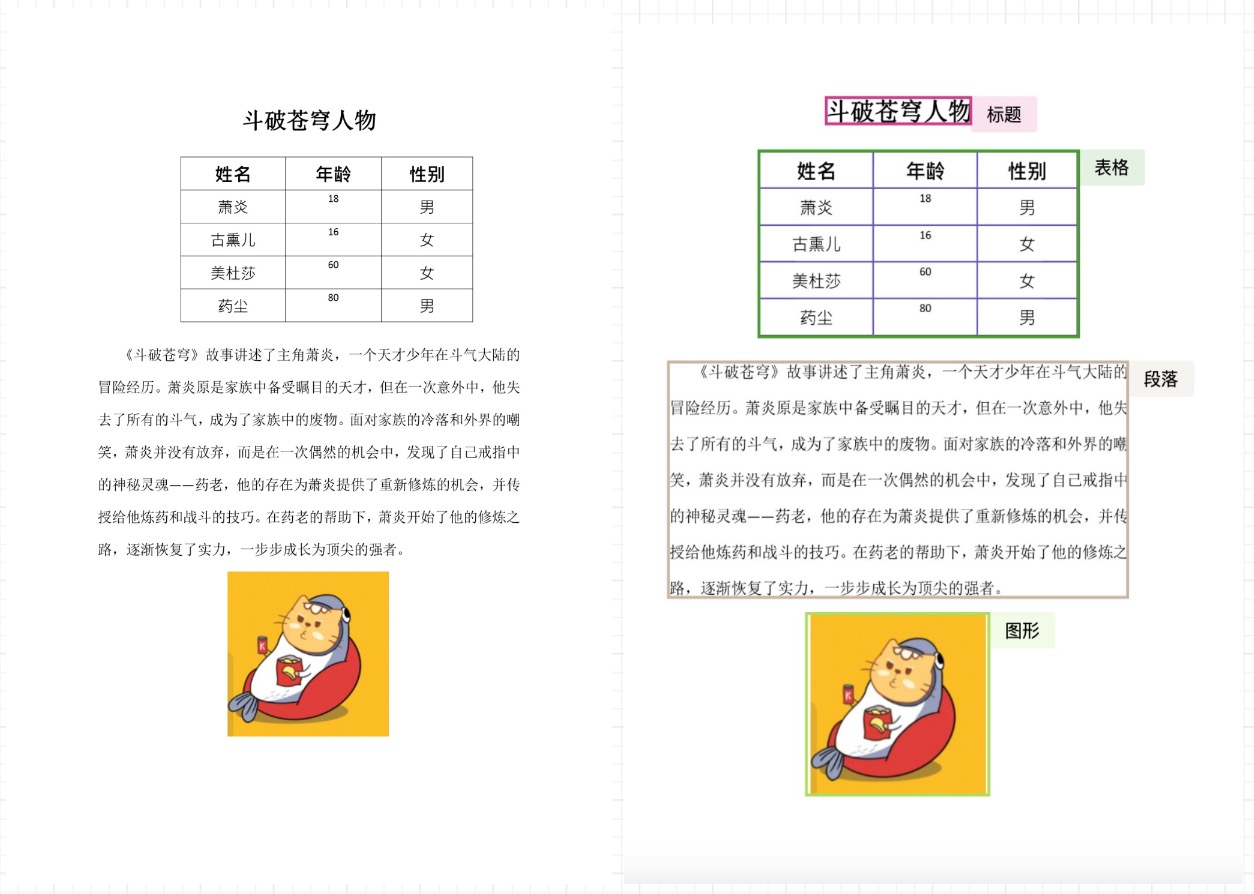 斗破苍穹人物
姓名 年龄 性别
萧炎 18 男
古熏儿 16 女
美杜莎 60 女
药尘 80 男
《斗破苍穹》故事讲述了主角萧炎，一个天才少年在斗气大陆的
冒险经历。萧炎原是家族中备受瞩目的天才，但在一次意外中，他失
去了所有的斗气，成为了家族中的废物。面对家族的冷落和外界的嘲
笑，萧炎并没有放弃，而是在一次偶然的机会中，发现了自己戒指中
的神秘灵魂——药老，他的存在为萧炎提供了重新修炼的机会，并传
授给他炼药和战斗的技巧。在药老的帮助下，萧炎开始了他的修炼之
路，逐渐恢复了实力，一步步成长为顶尖的强者。
K
斗破苍穹人物 标题
表格
姓名 年龄 性别
萧炎 18 男
古熏儿 16 女
美杜莎 60 女
药尘 80 男
段落
《斗破苍穹》故事讲述了主角萧炎，一个天才少年在斗气大陆的
冒险经历。萧炎原是家族中备受瞩目的天才，但在一次意外中，他失
去了所有的斗气，成为了家族中的废物。面对家族的冷落和外界的嘲
笑，萧炎并没有放弃，而是在一次偶然的机会中，发现了自己戒指中
的神秘灵魂——药老，他的存在为萧炎提供了重新修炼的机会，并传
授给他炼药和战斗的技巧。在药老的帮助下，萧炎开始了他的修炼之
路，逐渐恢复了实力，一步步成长为顶尖的强者。
图形
K